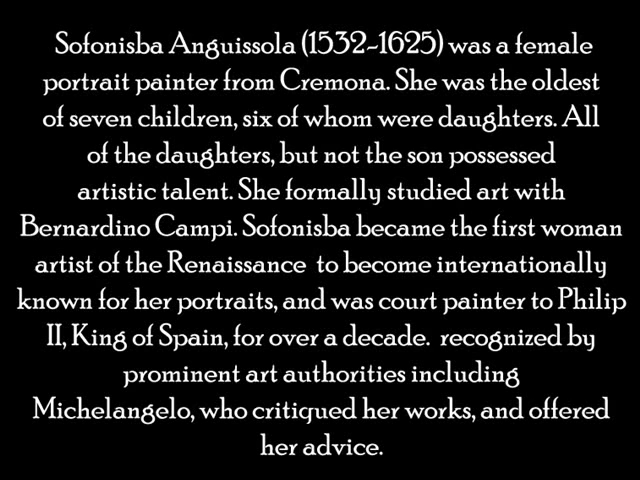 Sofonisba Anguissola (1532-1625) was a female
portrait painter from Cremona. She was the oldest
of seven children, six of whom were daughters. All
of the daughters, but not the son possessed
artistic talent. She formally studied art with
Bernardino Campi. Sofonisba became the first woman
artist of the Renaissance  to become internationally
known for her portraits, and was court painter to Philip
II, King of Spain, for over a decade.  recognized by
prominent art authorities including
Michelangelo, who critiqued her works, and offered
her advice.